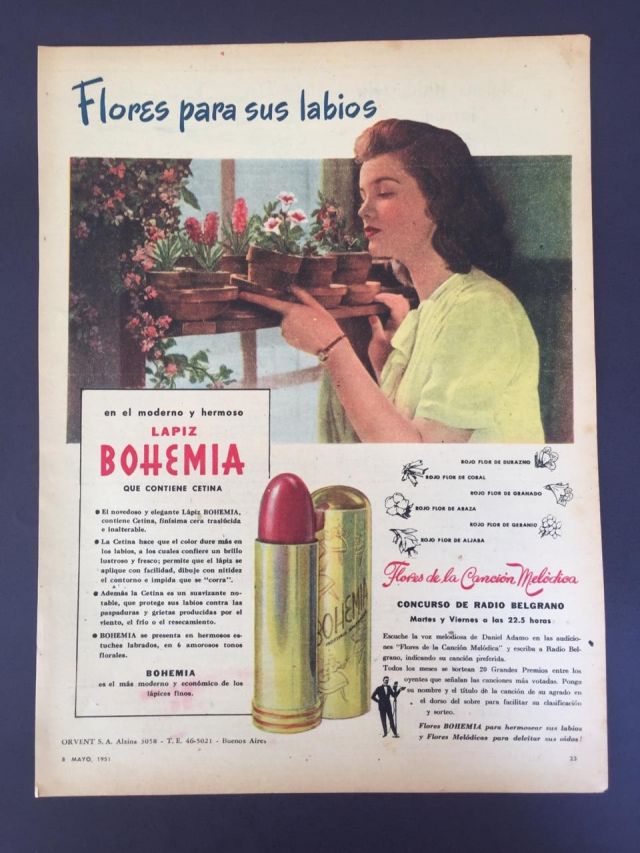 Flores para sus labios
en el moderno y hermoso
LAPIZ
BOHEMIA
QUE CONTIENE CETINA
● El novedoso y elegante Lápiz BOHEMIA,
contiene Cetina, finísima cera traslúcida
e inalterable.
● La Cetina hace que el color dure más en
los labios, a los cuales confiere un brillo
lustroso y fresco; permite que el lápiz se
aplique con facilidad, dibuje con nitidez
el contorno e impida que se "corra".
● Además la Cetina es un suavizante no-
table, que protege sus labios contra las
paspaduras y grietas producidas por el
viento, el frío o el resecamiento.
● BOHEMIA se presenta en hermosos es-
tuches labrados, en 6 amorosos tonos
florales.
BOHEMIA
es el más moderno y económico de los
lápices finos.
BOHEMIA
ROJO FLOR DE DURAZNO
ROJO FLOR DE CORAL
ROJO FLOR DE GRANADO
ROJO FLOR DE ABAZA
ROJO FLOR DE GERANIO
ROJO FLOR DE ALJABA
Flores de la Canción Melódica
CONCURSO DE RADIO BELGRANO
Martes y Viernes a las 22.5 horas
Escuche la voz melodiosa de Daniel Adamo en las audicio-
nes "Flores de la Canción Melódica" y escriba a Radio Bel-
grano, indicando su canción preferida.
Todos los meses se sortean 20 Grandes Premios entre los
oyentes que señalan las canciones más votadas. Ponga
su nombre y el título de la canción de su agrado en
el dorso del sobre para facilitar su clasificación
y sorteo.
Flores BOHEMIA para hermosear sus labios
y Flores Melódicas para deleitar sus oídos!
ORVENT S. A. Alsina 3058 - T. E. 46-5021 - Buenos Aires
8 MAYO, 1951
33